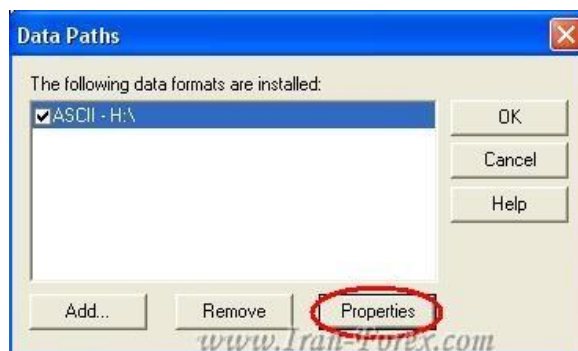 Data Paths
The following data formats are installed:
ASCII - H:\
OK
Cancel
Help
Add...
Remove
Properties
www.Iran-Forex.com